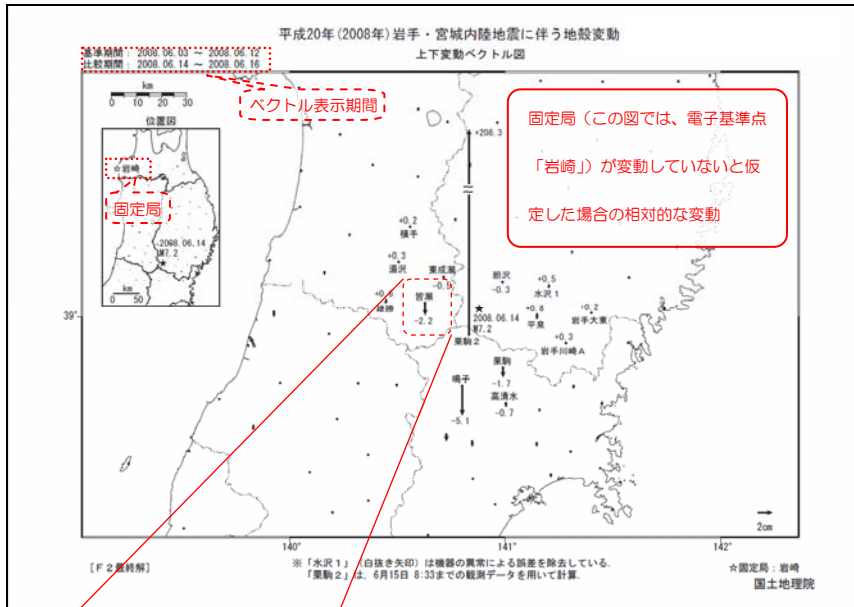 平成20年(2008年)岩手・宮城内陸地震に伴う地殻変動
上下変動ベクトル図
基準期間: 2008.06.03 ～ 2008.06.12
比較期間: 2008.06.14 ～ 2008.06.16
ベクトル表示期間
km
0 10 20 30
位置図
☆岩崎
固定局
2008.06.14
M7.2
km
0 50
固定局（この図では、電子基準点
「岩崎」）が変動していないと仮
定した場合の相対的な変動
+208.3
+0.2
横手
+0.3
湯沢
東成瀬
-0.9
雄勝
皆瀬
-2.2
胆沢
-0.3
+0.5
水沢1
2008.06.14
M7.2
+0.8
平泉
+0.2
岩手大東
+0.3
岩手川崎A
栗駒2
栗駒
-1.7
鳴子
-5.1
高清水
-0.7
39°
2cm
140°
141°
142°
[F2最終解]
※「水沢1」(白抜き矢印)は機器の異常による誤差を除去している.
「栗駒2」は, 6月15日 8:33までの観測データを用いて計算.
☆固定局:岩崎
国土地理院